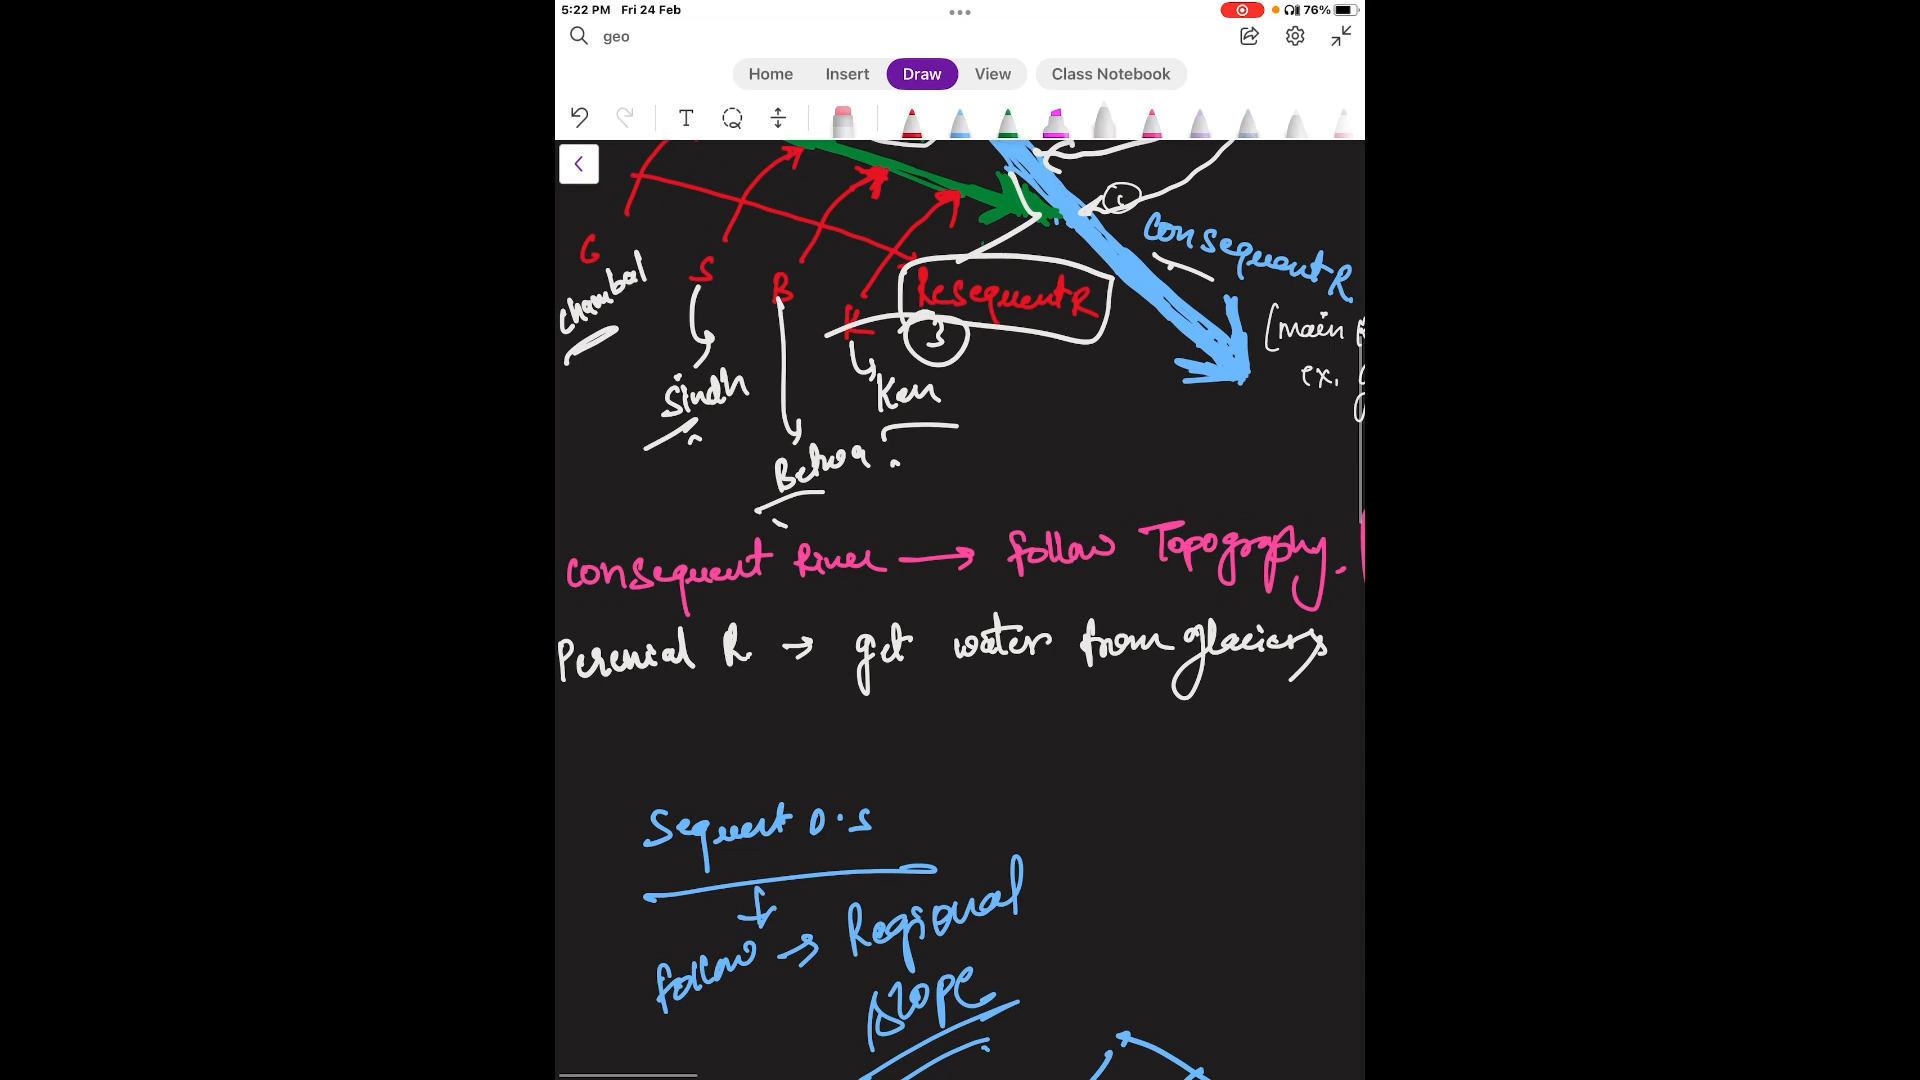 5:22 PM Fri 24 Feb
76%
geo
Home Insert Draw View Class Notebook
T
C
consequent R.
[main
ex.
G
chambal
S
B
K
Resequent R
3
Sindh
Ken
Betwa
consequent River → follow Topography.
Perenial R → get water from glaciers
Sequent D.S
follow → Regional
slope